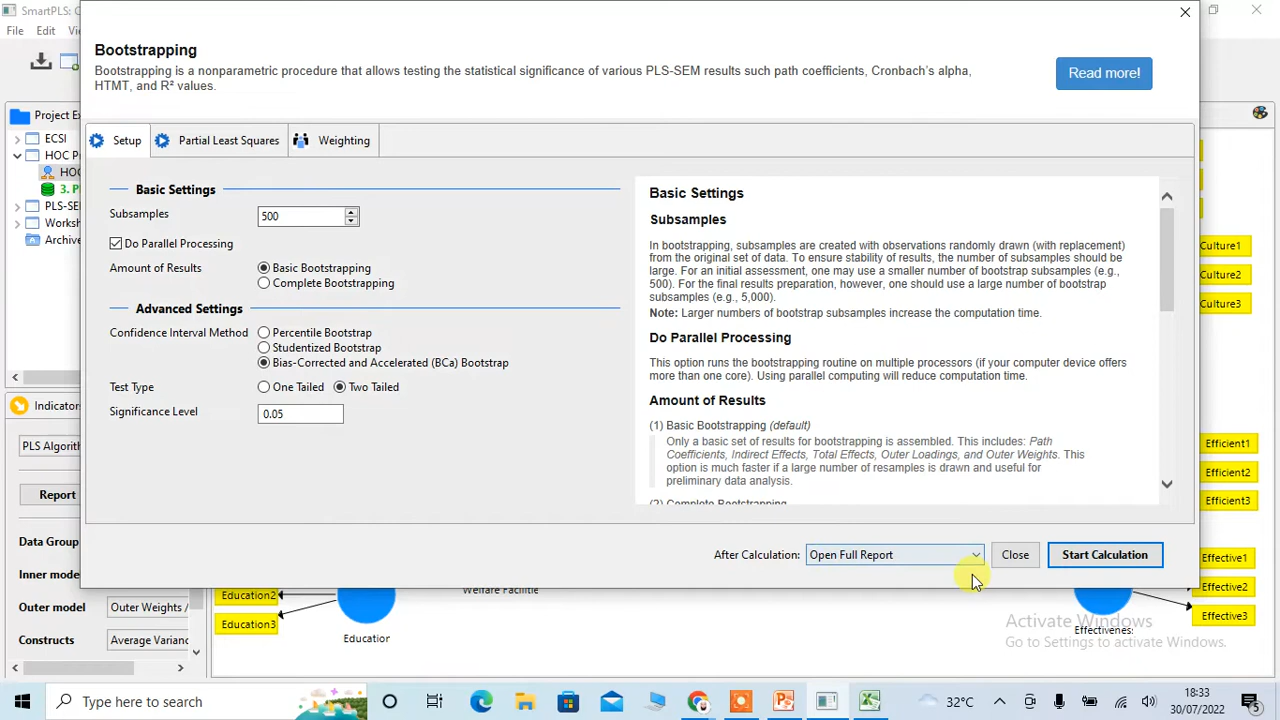 SmartPLS:
File Edit Vi
Bootstrapping
Bootstrapping is a nonparametric procedure that allows testing the statistical significance of various PLS-SEM results such path coefficients, Cronbach's alpha,
HTMT, and R² values.
Read more!
Project Ex
ECSI
HOC P
HOC
3. P
PLS-SEM
Worksh
Archive
Setup
Partial Least Squares
Weighting
Basic Settings
Subsamples
500
Do Parallel Processing
Amount of Results
Basic Bootstrapping
Complete Bootstrapping
Advanced Settings
Confidence Interval Method
Percentile Bootstrap
Studentized Bootstrap
Bias-Corrected and Accelerated (BCa) Bootstrap
Test Type
One Tailed
Two Tailed
Significance Level
0.05
Basic Settings
Subsamples
In bootstrapping, subsamples are created with observations randomly drawn (with replacement)
from the original set of data. To ensure stability of results, the number of subsamples should be
large. For an initial assessment, one may use a smaller number of bootstrap subsamples (e.g.,
500). For the final results preparation, however, one should use a large number of bootstrap
subsamples (e.g., 5,000).
Note: Larger numbers of bootstrap subsamples increase the computation time.
Do Parallel Processing
This option runs the bootstrapping routine on multiple processors (if your computer device offers
more than one core). Using parallel computing will reduce computation time.
Amount of Results
(1) Basic Bootstrapping (default)
Only a basic set of results for bootstrapping is assembled. This includes: Path
Coefficients, Indirect Effects, Total Effects, Outer Loadings, and Outer Weights. This
option is much faster if a large number of resamples is drawn and useful for
preliminary data analysis.
(2) Complete Bootstrapping
After Calculation:
Open Full Report
Close
Start Calculation
Culture1
Culture2
Culture3
Efficient1
Efficient2
Efficient3
Effective1
Effective2
Effective3
Effectivenes:
Indicators
PLS Algorith
Report
Data Group
Inner mode
Outer model
Outer Weights /
Constructs
Average Varianc
Education2
Education3
Education
Welfare Facilities
Activate Windows
Go to Settings to activate Windows.
Type here to search
32°C
18:33
30/07/2022
5